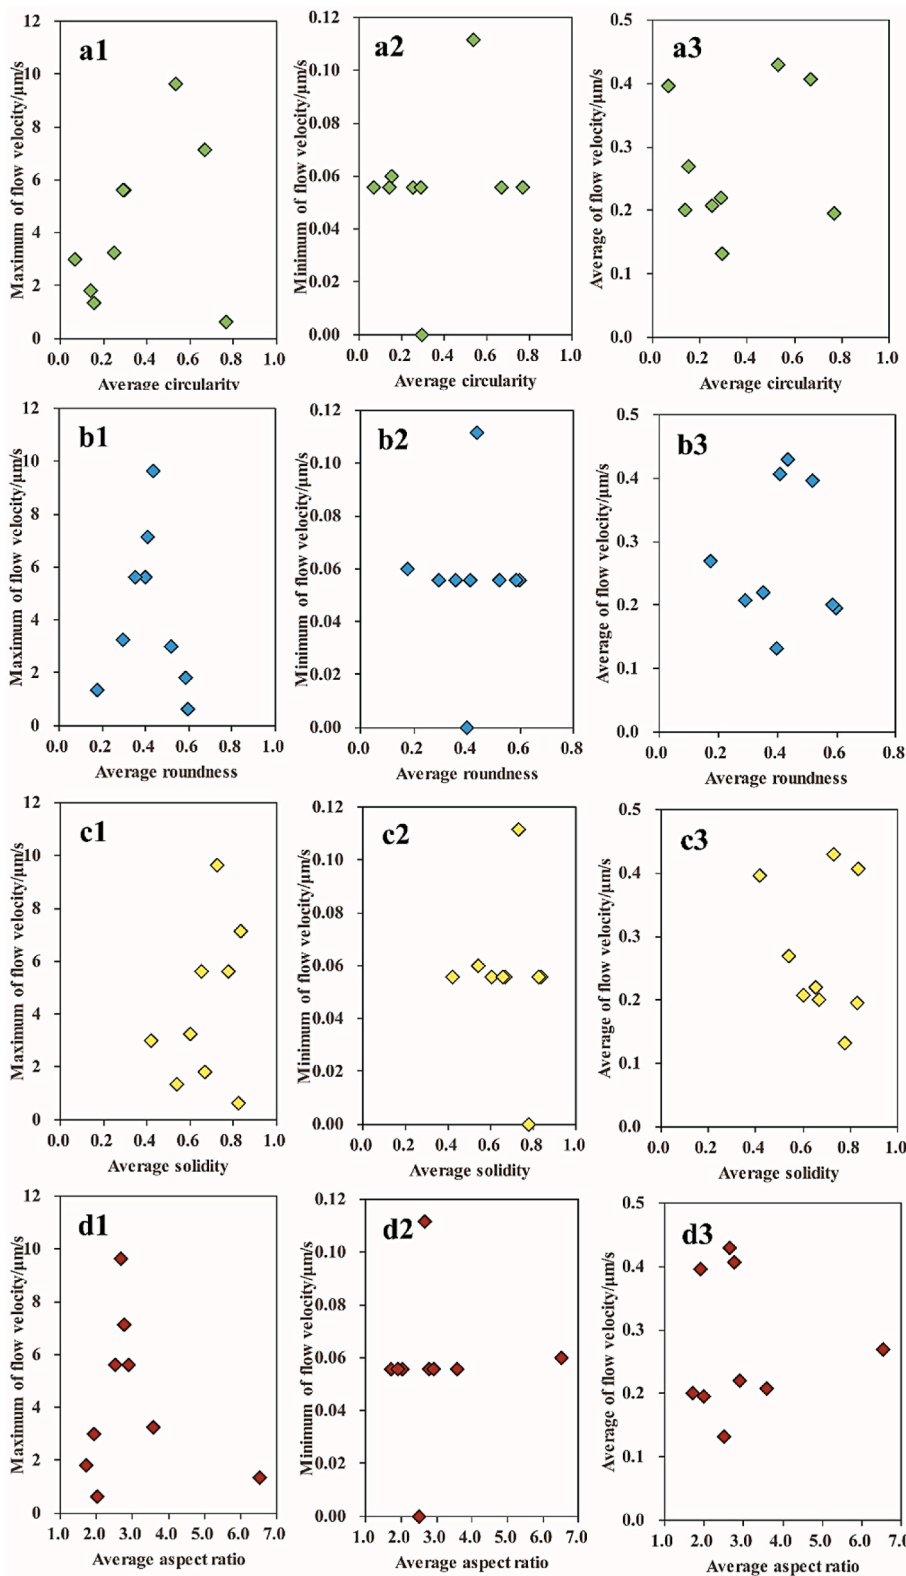 a1
Maximum of flow velocity/μm/s
12
10
8
6
4
2
0
0.0 0.2 0.4 0.6 0.8 1.0
Average circularity
a2
Minimum of flow velocity/μm/s
0.12
0.10
0.08
0.06
0.04
0.02
0.00
0.0 0.2 0.4 0.6 0.8 1.0
Average circularity
a3
Average of flow velocity/μm/s
0.5
0.4
0.3
0.2
0.1
0.0
0.0 0.2 0.4 0.6 0.8 1.0
Average circularity
b1
Maximum of flow velocity/μm/s
12
10
8
6
4
2
0
0.0 0.2 0.4 0.6 0.8 1.0
Average roundness
b2
Minimum of flow velocity/μm/s
0.12
0.10
0.08
0.06
0.04
0.02
0.00
0.0 0.2 0.4 0.6 0.8
Average roundness
b3
Average of flow velocity/μm/s
0.5
0.4
0.3
0.2
0.1
0.0
0.0 0.2 0.4 0.6 0.8
Average roundness
c1
Maximum of flow velocity/μm/s
12
10
8
6
4
2
0
0.0 0.2 0.4 0.6 0.8 1.0
Average solidity
c2
Minimum of flow velocity/μm/s
0.12
0.10
0.08
0.06
0.04
0.02
0.00
0.0 0.2 0.4 0.6 0.8 1.0
Average solidity
c3
Average of flow velocity/μm/s
0.5
0.4
0.3
0.2
0.1
0.0
0.0 0.2 0.4 0.6 0.8 1.0
Average solidity
d1
Maximum of flow velocity/μm/s
12
10
8
6
4
2
0
1.0 2.0 3.0 4.0 5.0 6.0 7.0
Average aspect ratio
d2
Minimum of flow velocity/μm/s
0.12
0.10
0.08
0.06
0.04
0.02
0.00
1.0 2.0 3.0 4.0 5.0 6.0 7.0
Average aspect ratio
d3
Average of flow velocity/μm/s
0.5
0.4
0.3
0.2
0.1
0.0
1.0 2.0 3.0 4.0 5.0 6.0 7.0
Average aspect ratio